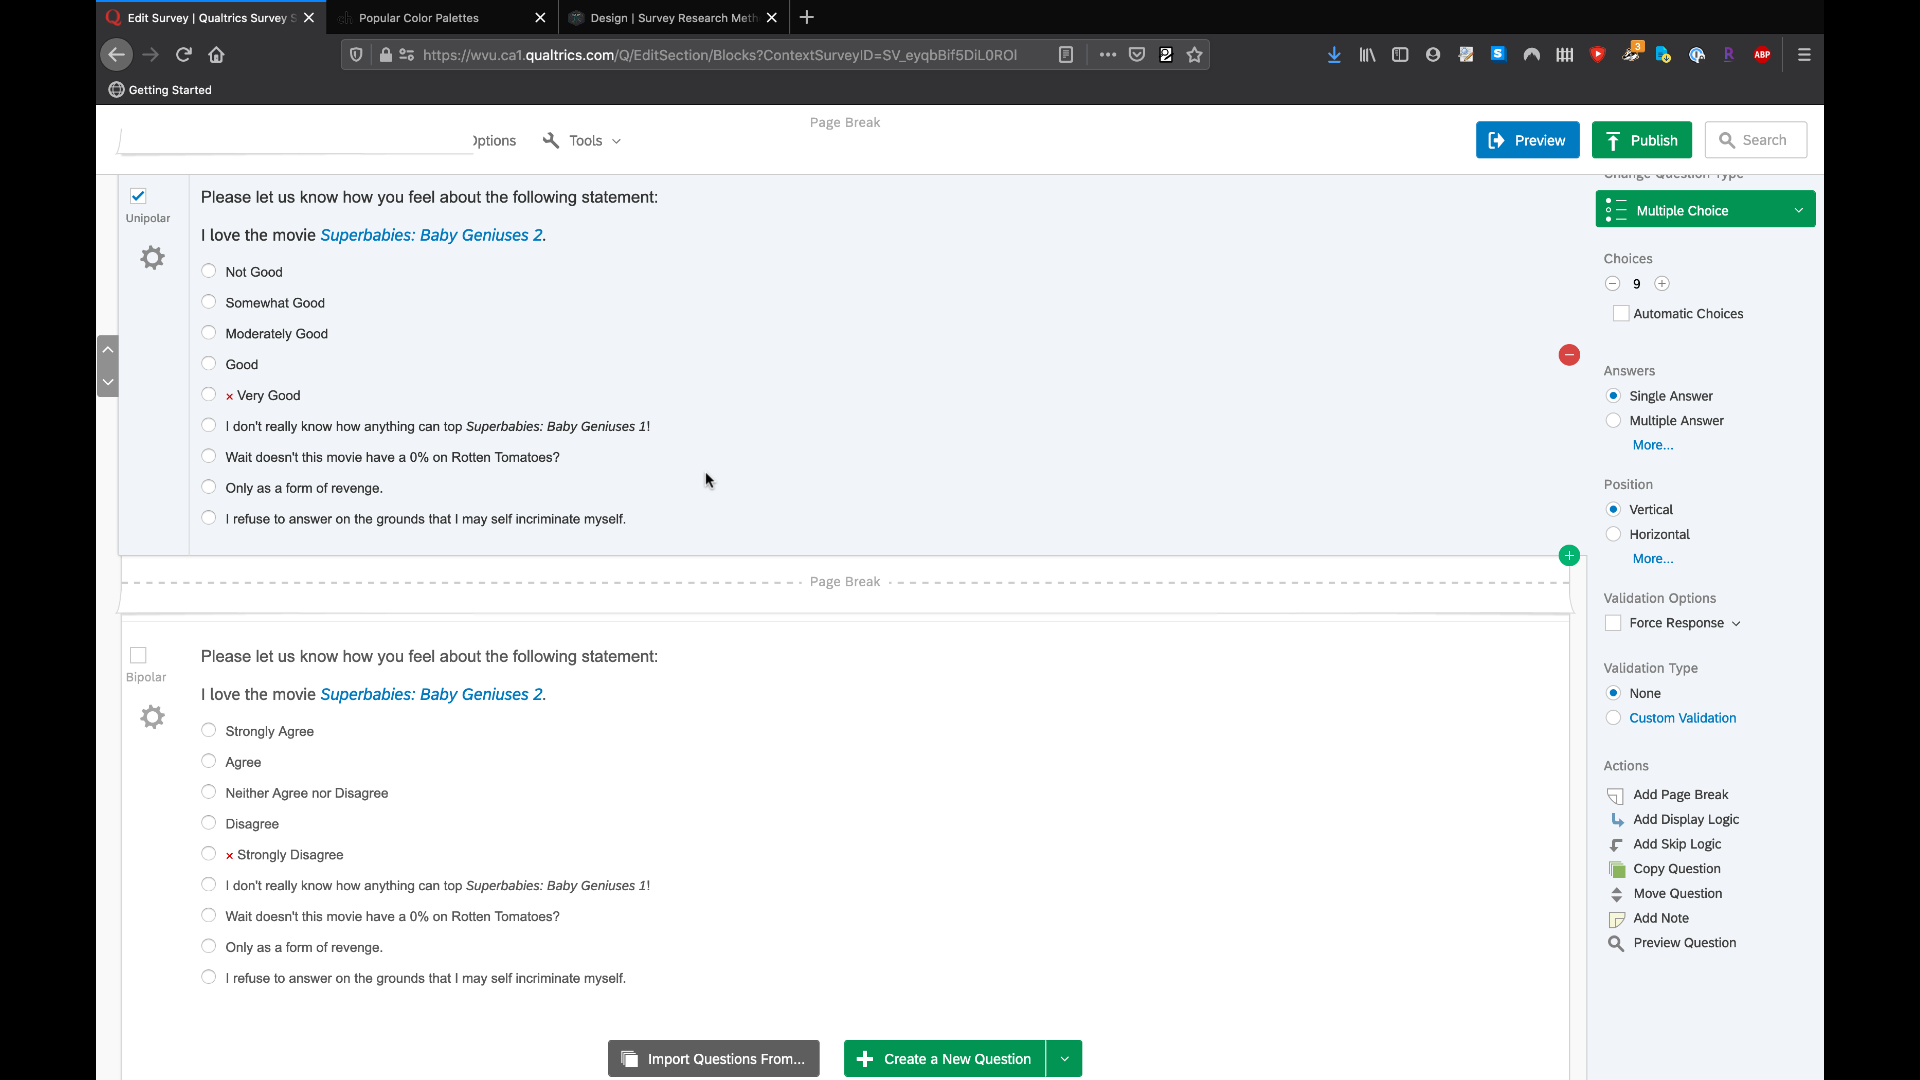 Edit Survey | Qualtrics Survey S
Popular Color Palettes
Design | Survey Research Meth
https://wvu.ca1.qualtrics.com/Q/EditSection/Blocks?ContextSurveyID=SV_eyqbBif5DiL0ROl
3
ABP
Getting Started
Page Break
Options
Tools
Preview
Publish
Search
Change Question Type
Unipolar
Please let us know how you feel about the following statement:
I love the movie Superbabies: Baby Geniuses 2.
Not Good
Somewhat Good
Moderately Good
Good
× Very Good
I don't really know how anything can top Superbabies: Baby Geniuses 1!
Wait doesn't this movie have a 0% on Rotten Tomatoes?
Only as a form of revenge.
I refuse to answer on the grounds that I may self incriminate myself.
Page Break
Bipolar
Please let us know how you feel about the following statement:
I love the movie Superbabies: Baby Geniuses 2.
Strongly Agree
Agree
Neither Agree nor Disagree
Disagree
× Strongly Disagree
I don't really know how anything can top Superbabies: Baby Geniuses 1!
Wait doesn't this movie have a 0% on Rotten Tomatoes?
Only as a form of revenge.
I refuse to answer on the grounds that I may self incriminate myself.
Import Questions From...
Create a New Question
Multiple Choice
Choices
9
Automatic Choices
Answers
Single Answer
Multiple Answer
More...
Position
Vertical
Horizontal
More...
Validation Options
Force Response
Validation Type
None
Custom Validation
Actions
Add Page Break
Add Display Logic
Add Skip Logic
Copy Question
Move Question
Add Note
Preview Question